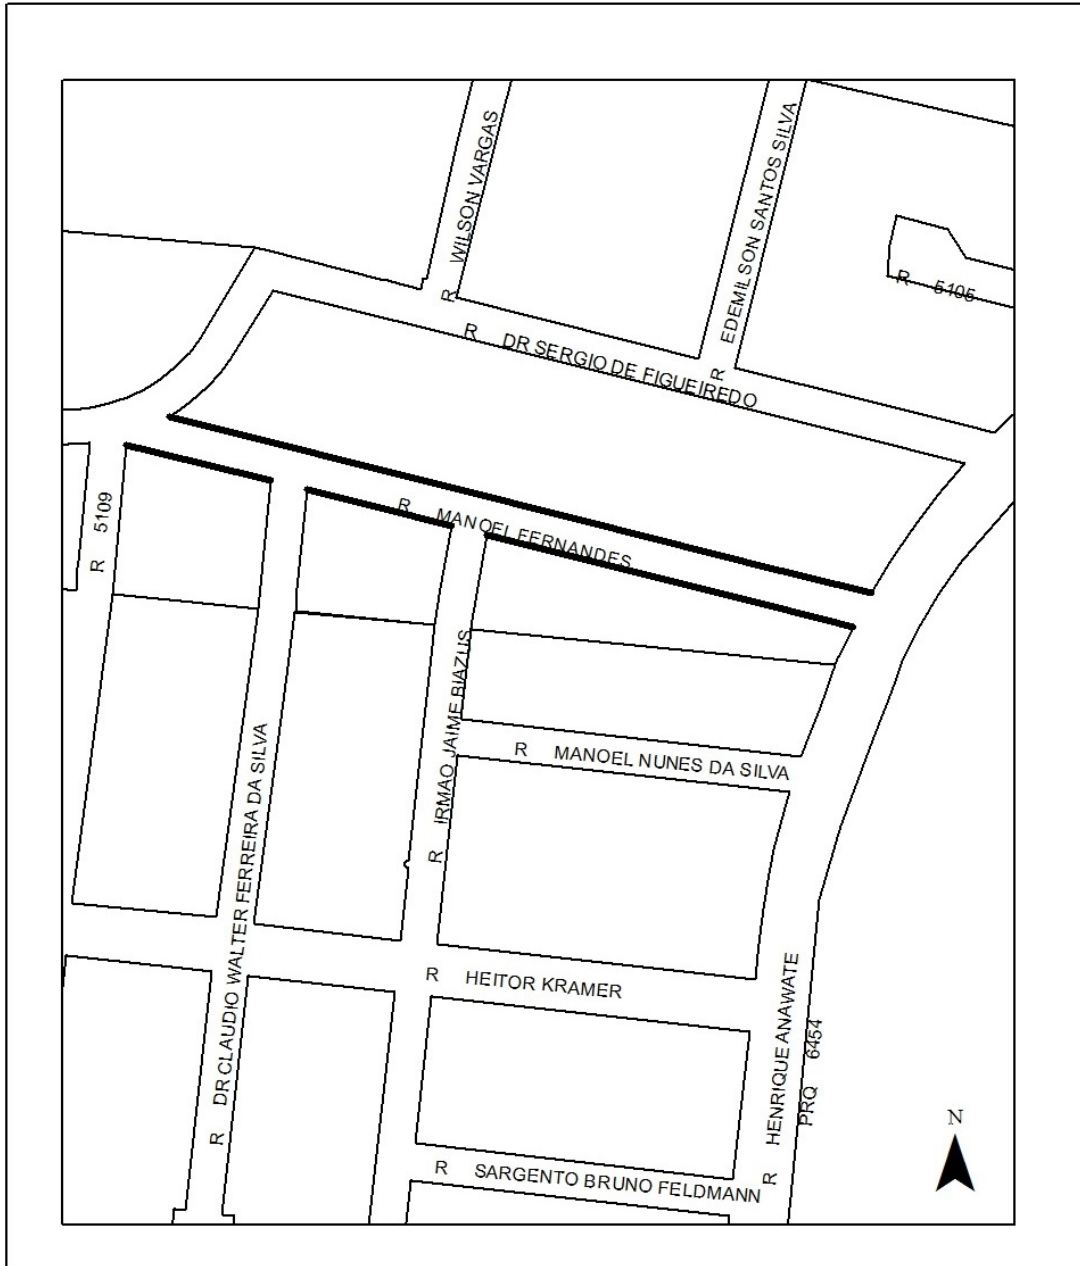 R WILSON VARGAS
R EDEMILSON SANTOS SILVA
R 5105
R DR SERGIO DE FIGUEIREDO
R 5109
R MANOEL FERNANDES
R IRMAO JAIME BIAZUS
R MANOEL NUNES DA SILVA
R DR CLAUDIO WALTER FERREIRA DA SILVA
R HEITOR KRAMER
R HENRIQUE ANAWATE
PRQ 6454
R SARGENTO BRUNO FELDMANN
N